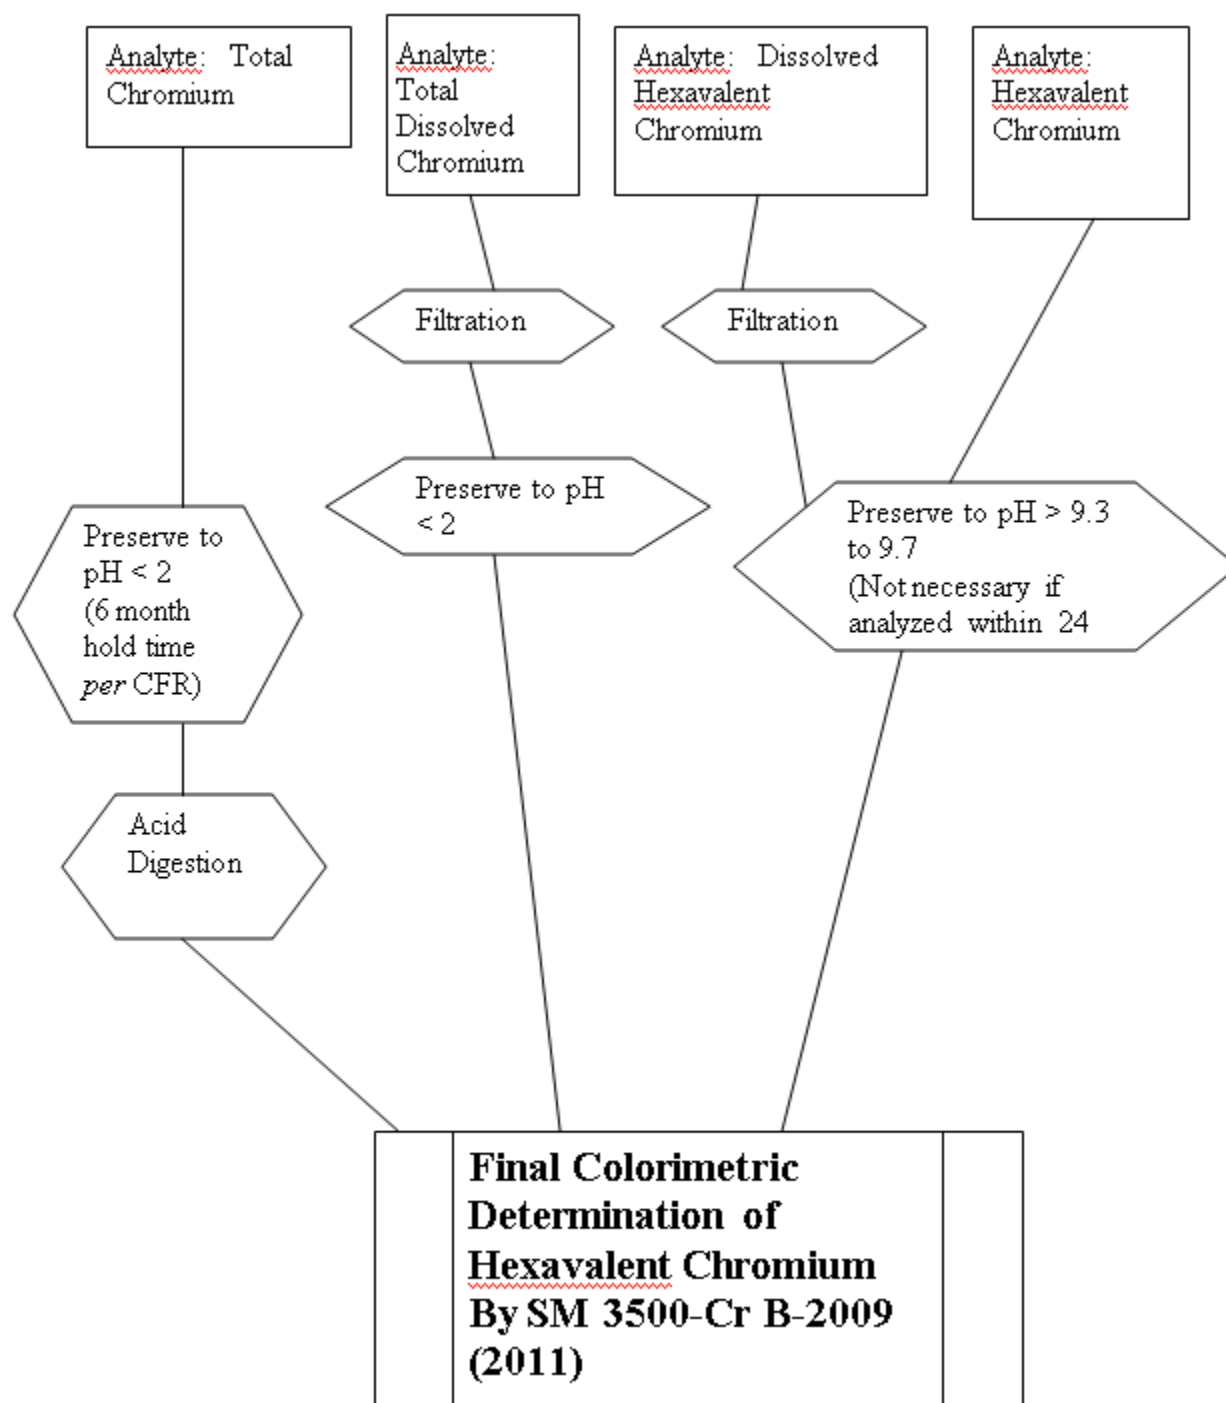 Analyte: Total
Chromium
Analyte:
Total
Dissolved
Chromium
Analyte: Dissolved
Hexavalent
Chromium
Analyte:
Hexavalent
Chromium
Filtration
Filtration
Preserve to pH
< 2
Preserve to pH > 9.3
to 9.7
(Not necessary if
analyzed within 24
Preserve to
pH < 2
(6 month
hold time
per CFR)
Acid
Digestion
Final Colorimetric
Determination of
Hexavalent Chromium
By SM 3500-Cr B-2009
(2011)